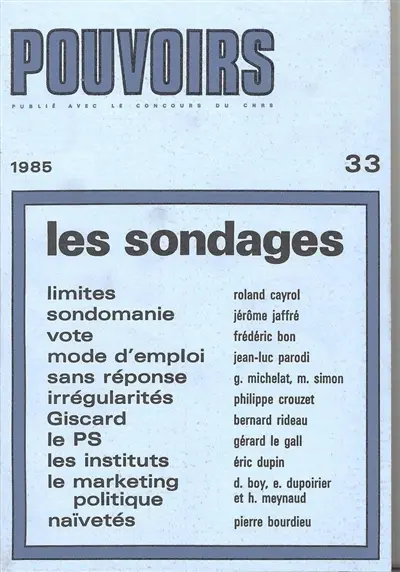 POUVOIRS
PUBLIÉ AVEC LE CONCOURS DU CNRS
1985 33
les sondages
limites roland cayrol
sondomanie jérôme jaffré
vote frédéric bon
mode d'emploi jean-luc parodi
sans réponse g. michelat, m. simon
irrégularités philippe crouzet
Giscard bernard rideau
le PS gérard le gall
les instituts éric dupin
le marketing d. boy, e. dupoirier
politique et h. meynaud
naïvetés pierre bourdieu